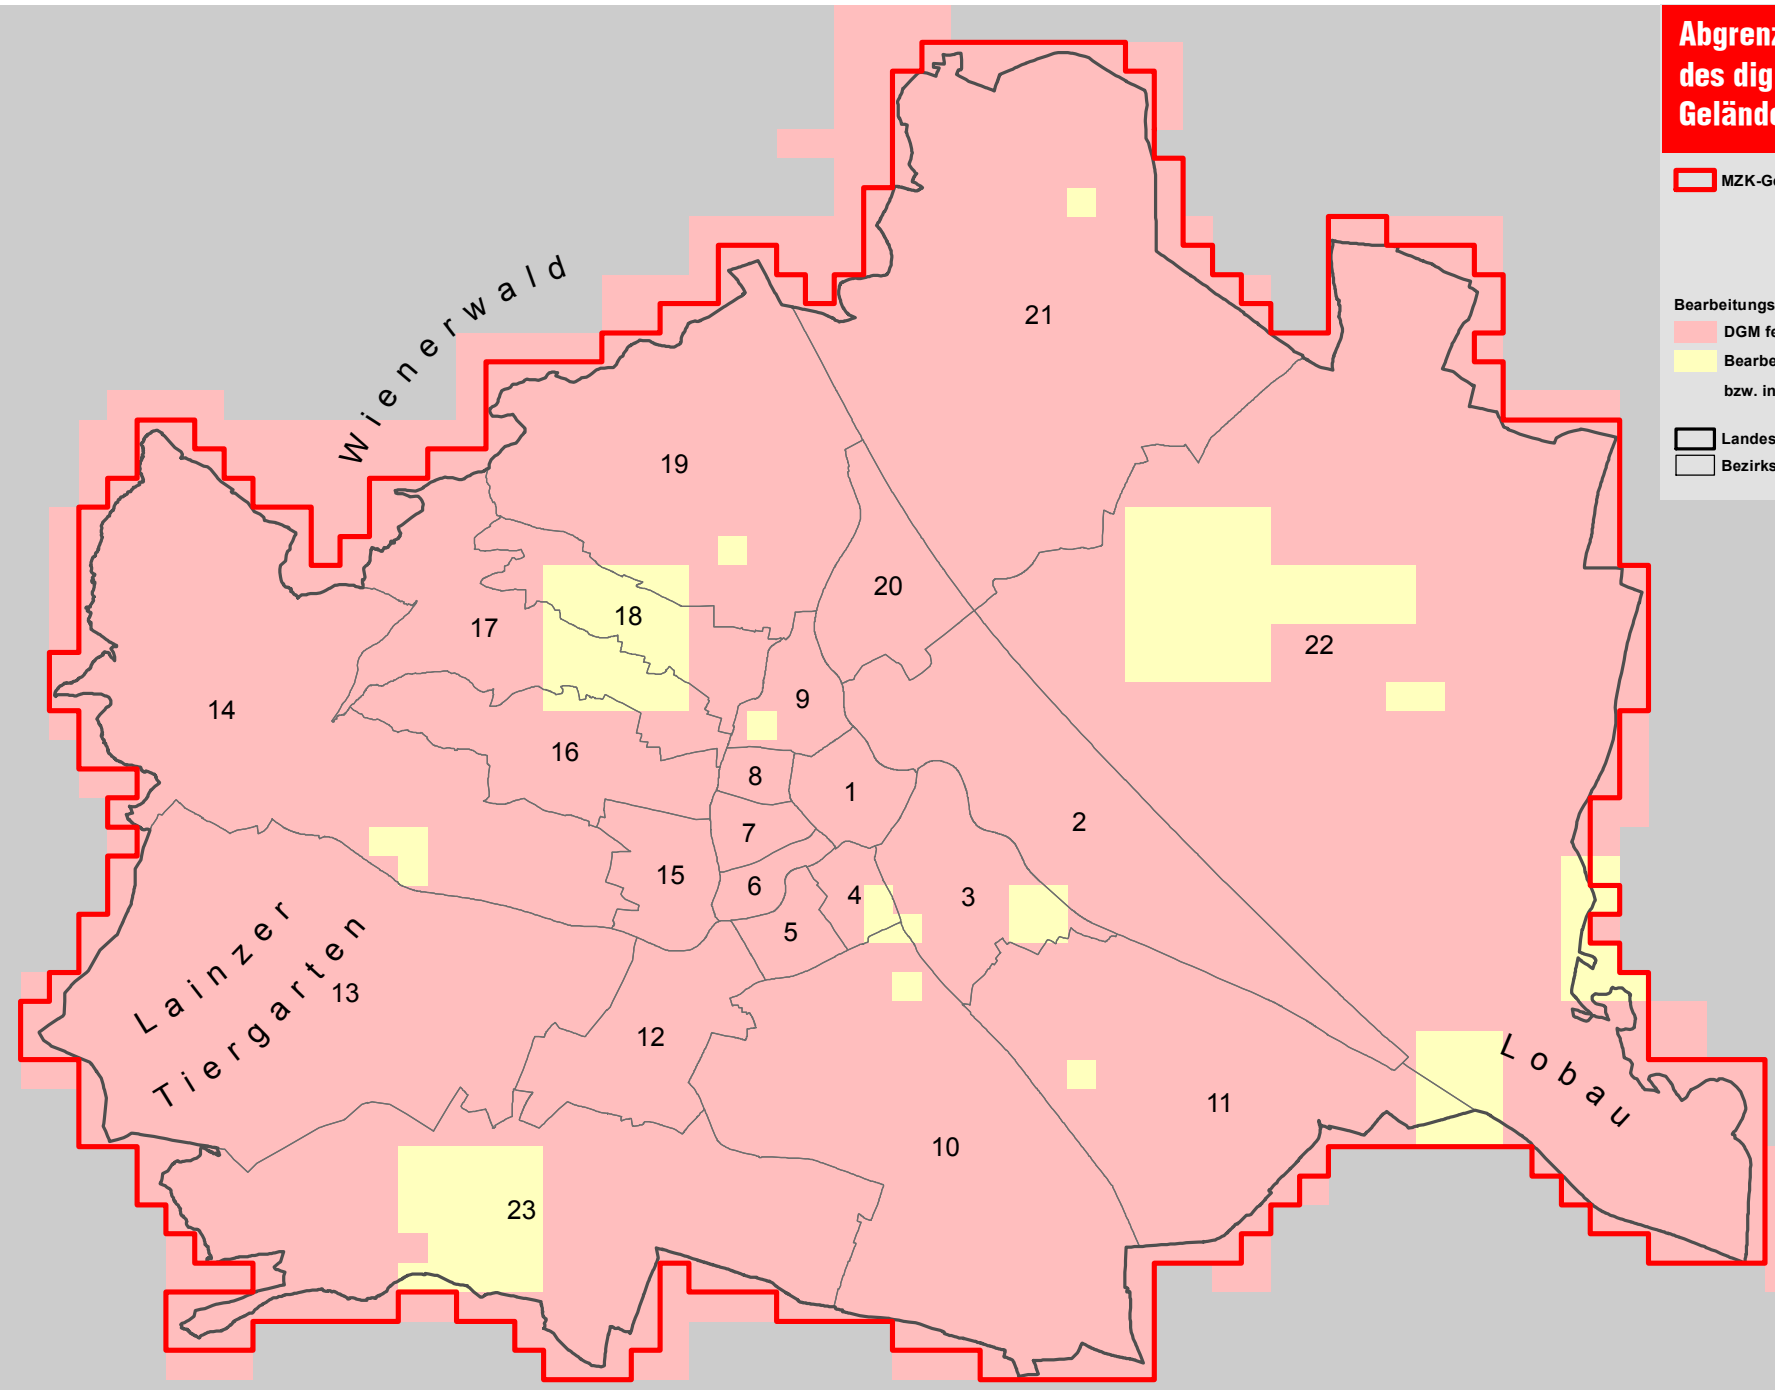 Abgrenz
des dig
Gelände
MZK-Ge
Bearbeitungs
DGM fe
Bearbe
bzw. in
Landes
Bezirks
Wienerwald
21
19
20
18
17
22
14
9
16
8
1
7
2
15
6
4
3
5
Lainzer
Tiergarten
13
12
Lobau
11
10
23